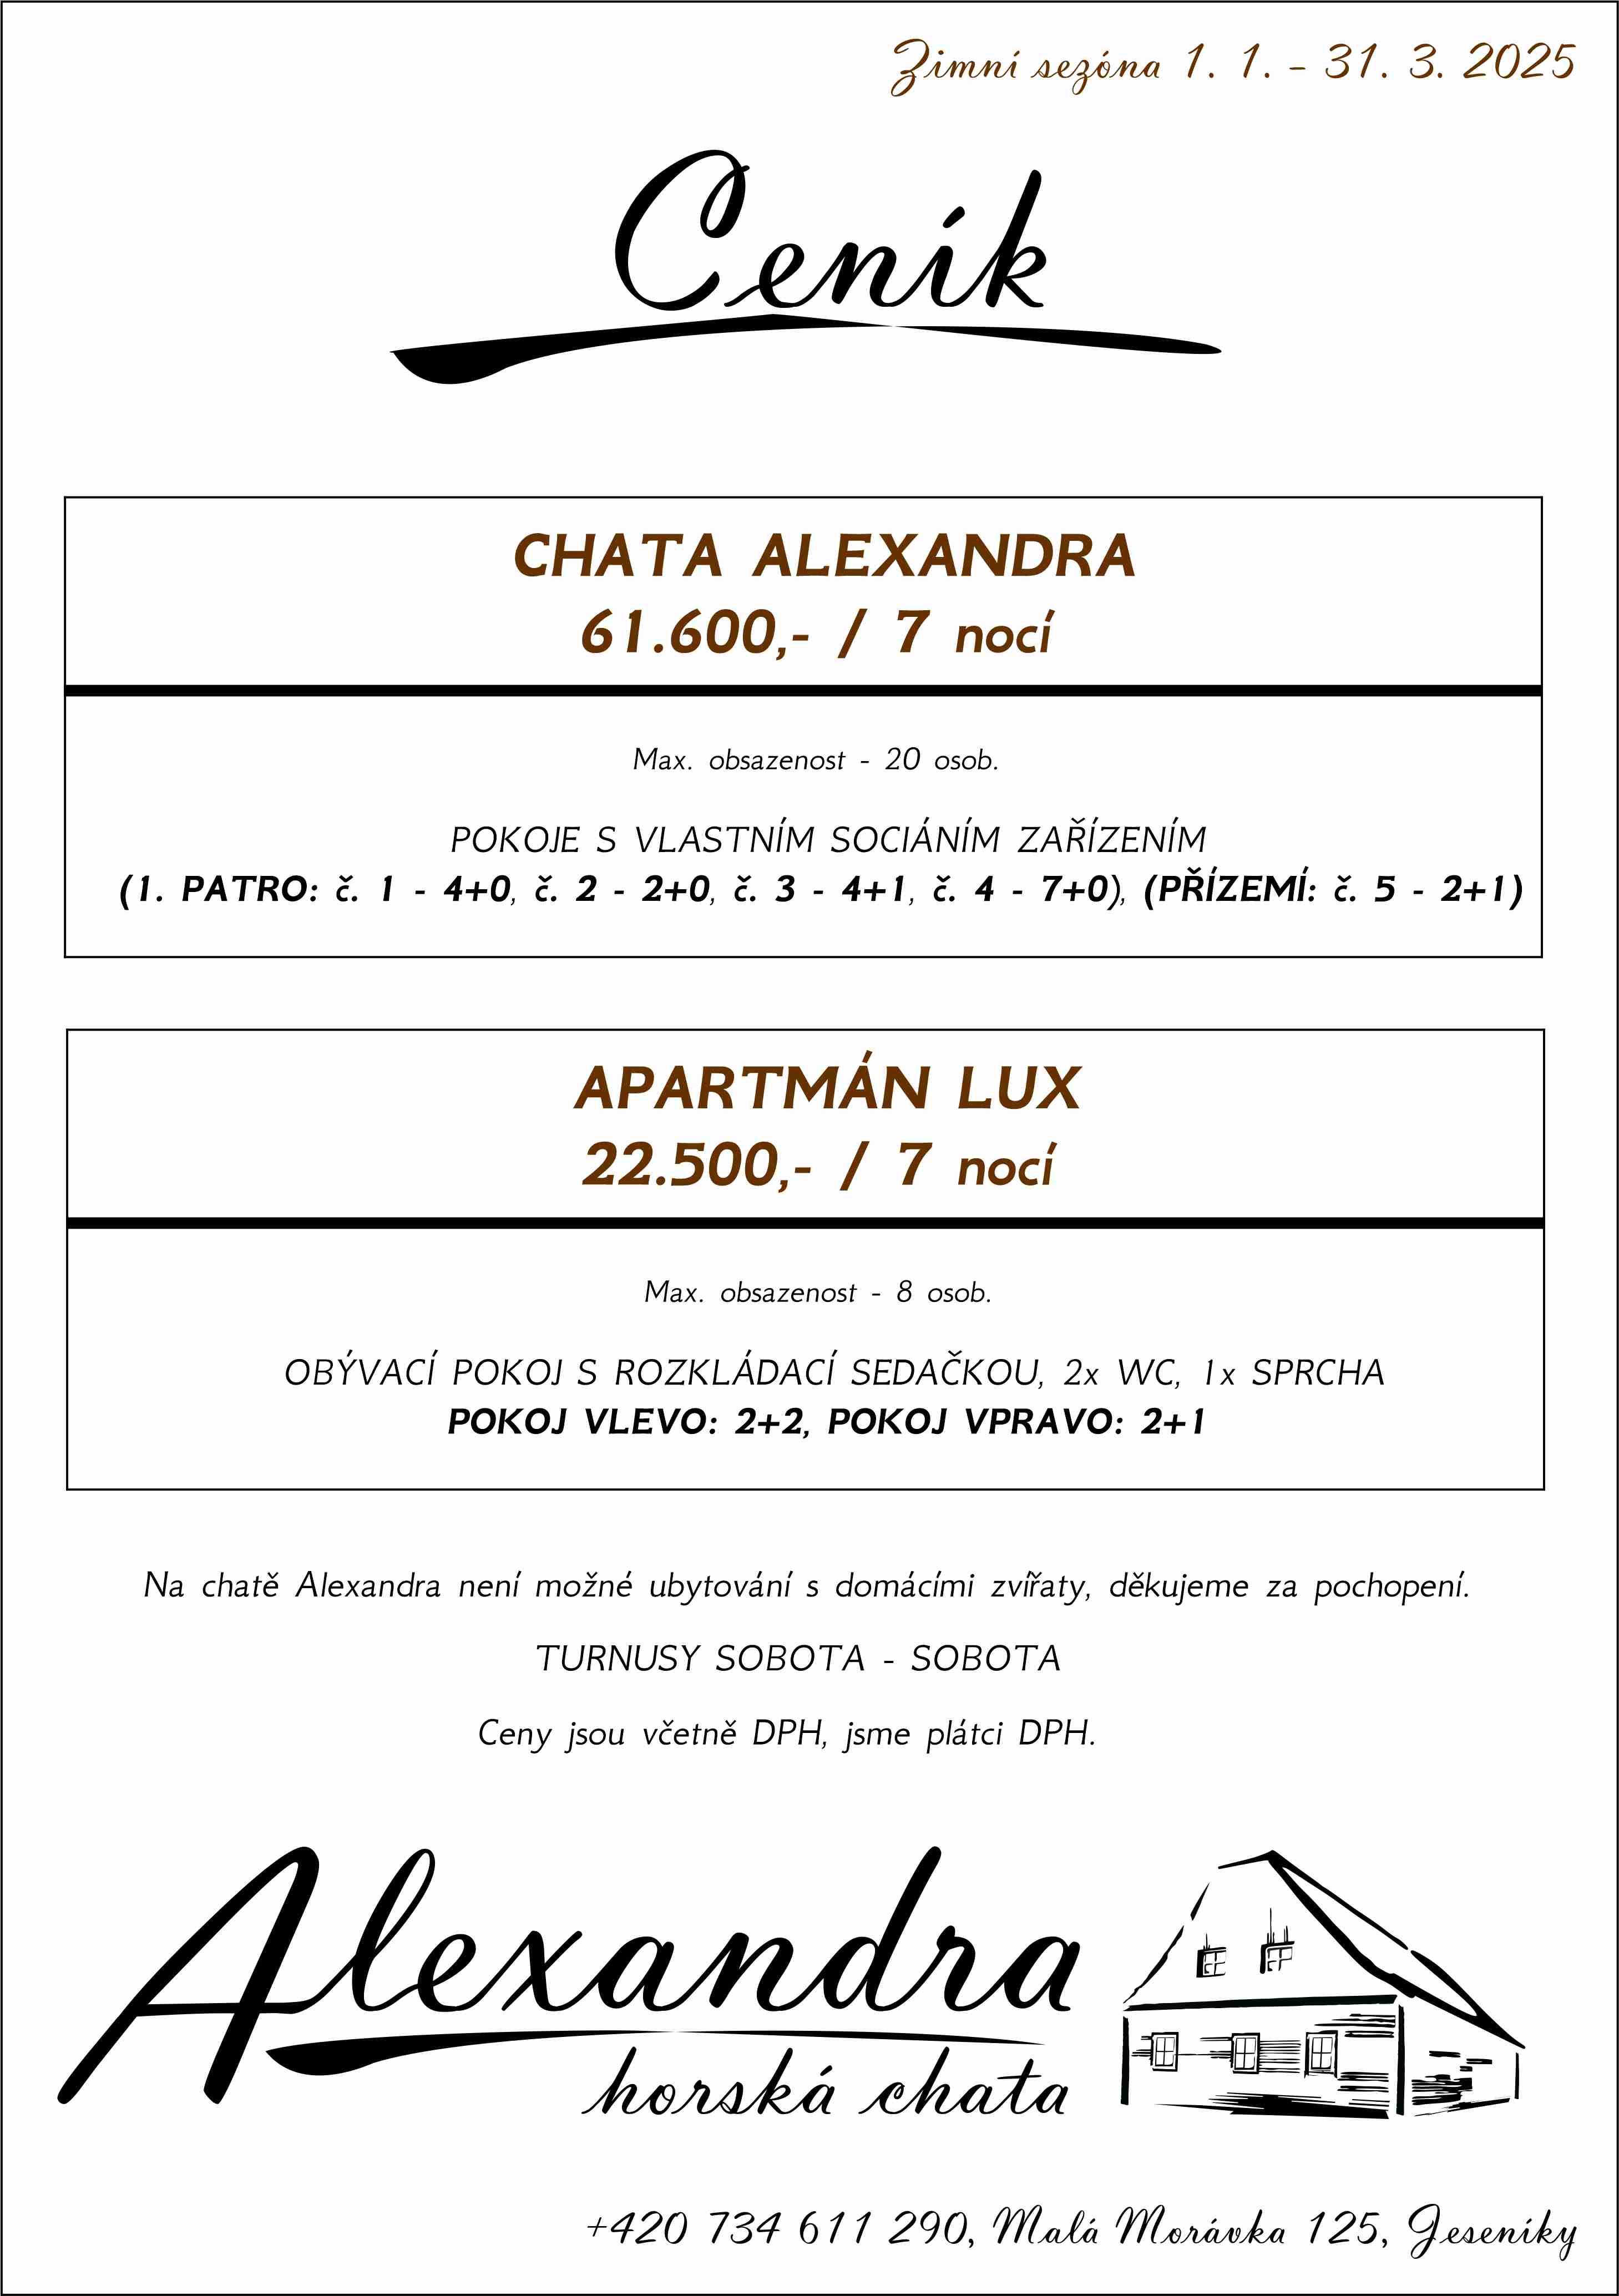 Zimní sezóna 1. 1. - 31. 3. 2025
Ceník
CHATA ALEXANDRA
61.600,- / 7 nocí
Max. obsazenost - 20 osob.
POKOJE S VLASTNÍM SOCIÁNÍM ZAŘÍZENÍM
(1. PATRO: č. 1 - 4+0, č. 2 - 2+0, č. 3 - 4+1, č. 4 - 7+0), (PŘÍZEMÍ: č. 5 - 2+1)
APARTMÁN LUX
22.500,- / 7 nocí
Max. obsazenost - 8 osob.
OBÝVACÍ POKOJ S ROZKLÁDACÍ SEDAČKOU, 2x WC, 1x SPRCHA
POKOJ VLEVO: 2+2, POKOJ VPRAVO: 2+1
Na chatě Alexandra není možné ubytování s domácími zvířaty, děkujeme za pochopení.
TURNUSY SOBOTA - SOBOTA
Ceny jsou včetně DPH, jsme plátci DPH.
Alexandra
horská chata
+420 734 611 290, Malá Morávka 125, Jeseníky